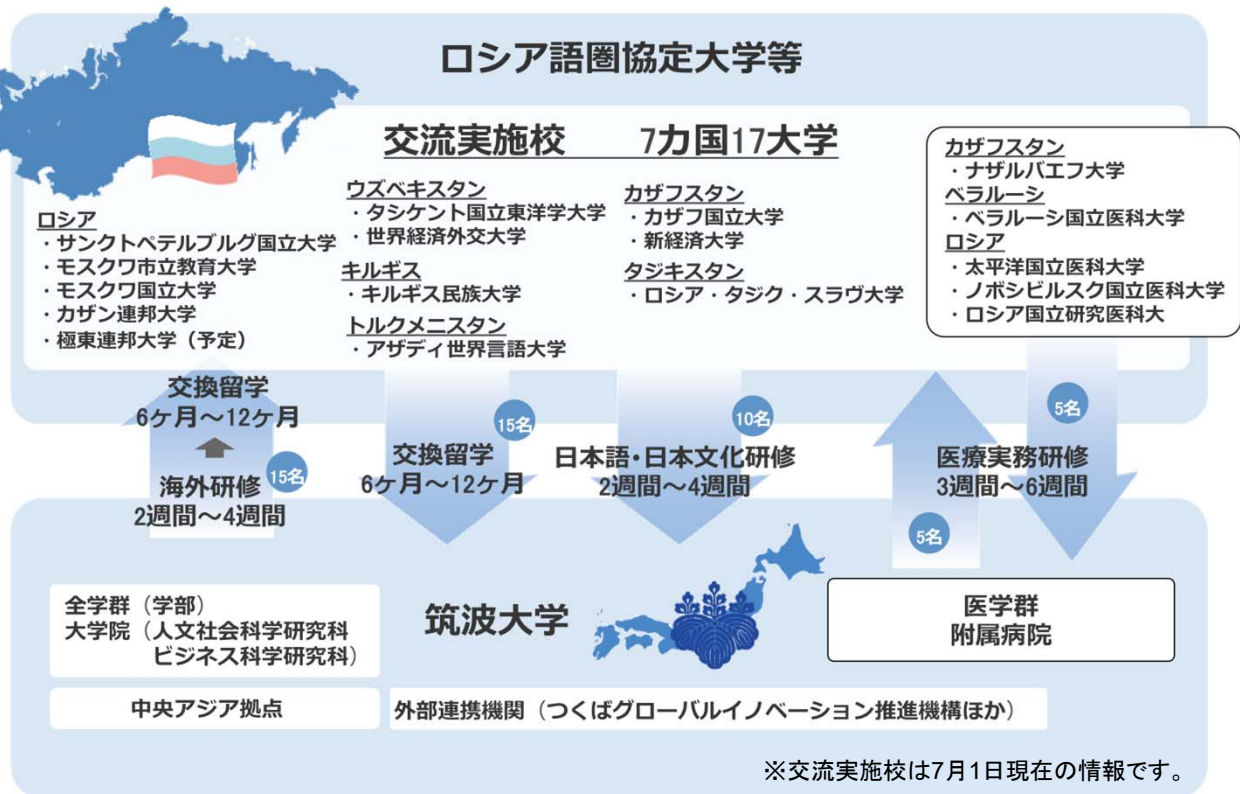 ロシア語圏協定大学等
交流実施校　　7カ国17大学
ロシア
・サンクトペテルブルグ国立大学
・モスクワ市立教育大学
・モスクワ国立大学
・カザン連邦大学
・極東連邦大学（予定）
ウズベキスタン
・タシケント国立東洋学大学
・世界経済外交大学
キルギス
・キルギス民族大学
トルクメニスタン
・アザディ世界言語大学
カザフスタン
・カザフ国立大学
・新経済大学
タジキスタン
・ロシア・タジク・スラヴ大学
カザフスタン
・ナザルバエフ大学
ベラルーシ
・ベラルーシ国立医科大学
ロシア
・太平洋国立医科大学
・ノボシビルスク国立医科大学
・ロシア国立研究医科大
交換留学
6ヶ月～12ヶ月
海外研修
2週間～4週間
15名
15名
交換留学
6ヶ月～12ヶ月
10名
日本語・日本文化研修
2週間～4週間
5名
医療実務研修
3週間～6週間
5名
全学群（学部）
大学院（人文社会科学研究科
ビジネス科学研究科）
筑波大学
医学群
附属病院
中央アジア拠点
外部連携機関（つくばグローバルイノベーション推進機構ほか）
※交流実施校は7月1日現在の情報です。